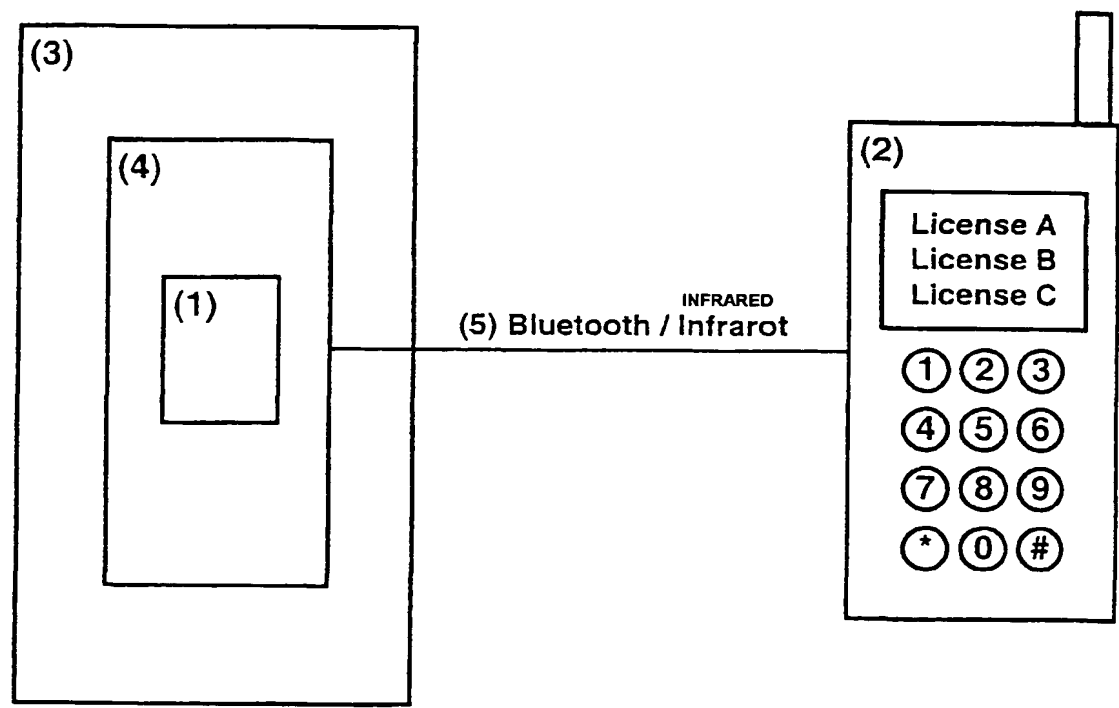 (3)
(2)
(4)
License A
License B
License C
(1)
INFRARED
(5) Bluetooth / Infrarot
1 2 3
4 5 6
7 8 9
* 0 #